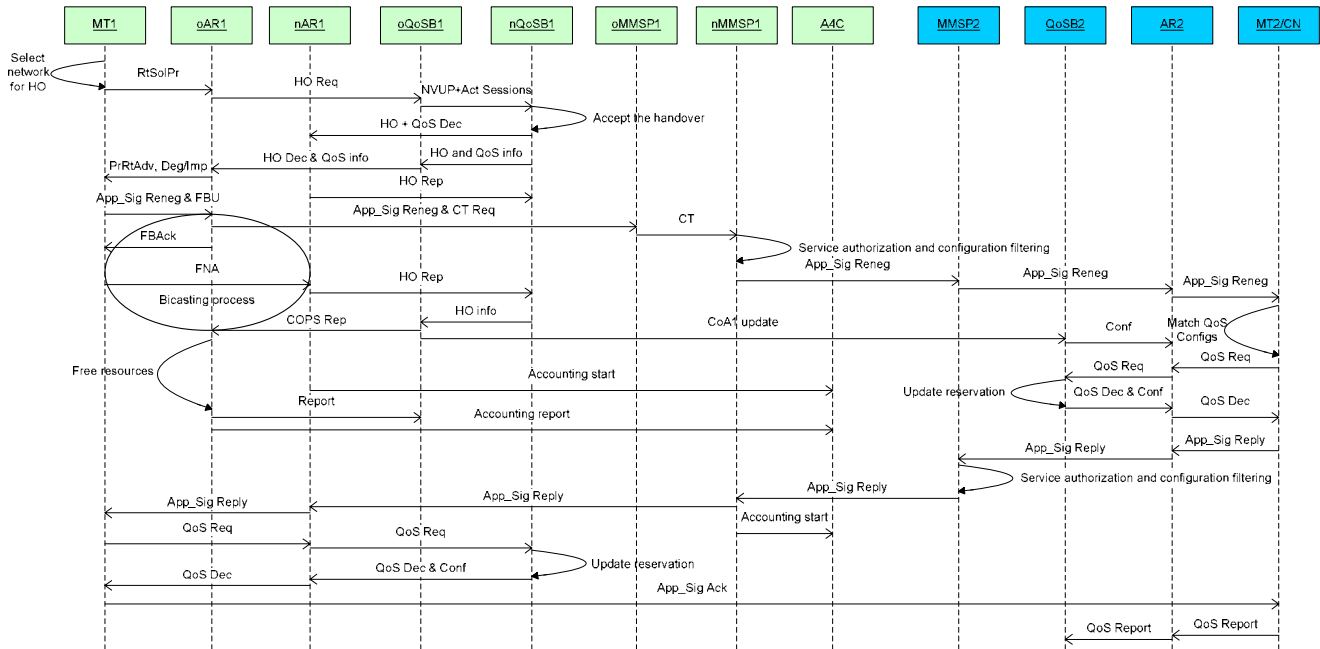 MT1
oAR1
nAR1
oQoSB1
nQoSB1
oMMSP1
nMMSP1
A4C
MMSP2
QoSB2
AR2
MT2/CN
Select
network
for HO
RtSolPr
HO Req
NVUP+Act Sessions
Accept the handover
HO + QoS Dec
HO and QoS info
HO Dec & QoS info
PrRtAdv, Deg/Imp
HO Rep
App_Sig Reneg & FBU
App_Sig Reneg & CT Req
CT
FBAck
Service authorization and configuration filtering
App_Sig Reneg
App_Sig Reneg
App_Sig Reneg
FNA
HO Rep
Bicasting process
HO info
COPS Rep
CoA1 update
Conf
Match QoS
Configs
QoS Req
QoS Req
Free resources
Accounting start
Update reservation
QoS Dec & Conf
QoS Dec
Report
Accounting report
App_Sig Reply
App_Sig Reply
Service authorization and configuration filtering
App_Sig Reply
App_Sig Reply
App_Sig Reply
Accounting start
QoS Req
QoS Req
Update reservation
QoS Dec & Conf
QoS Dec
App_Sig Ack
QoS Report
QoS Report